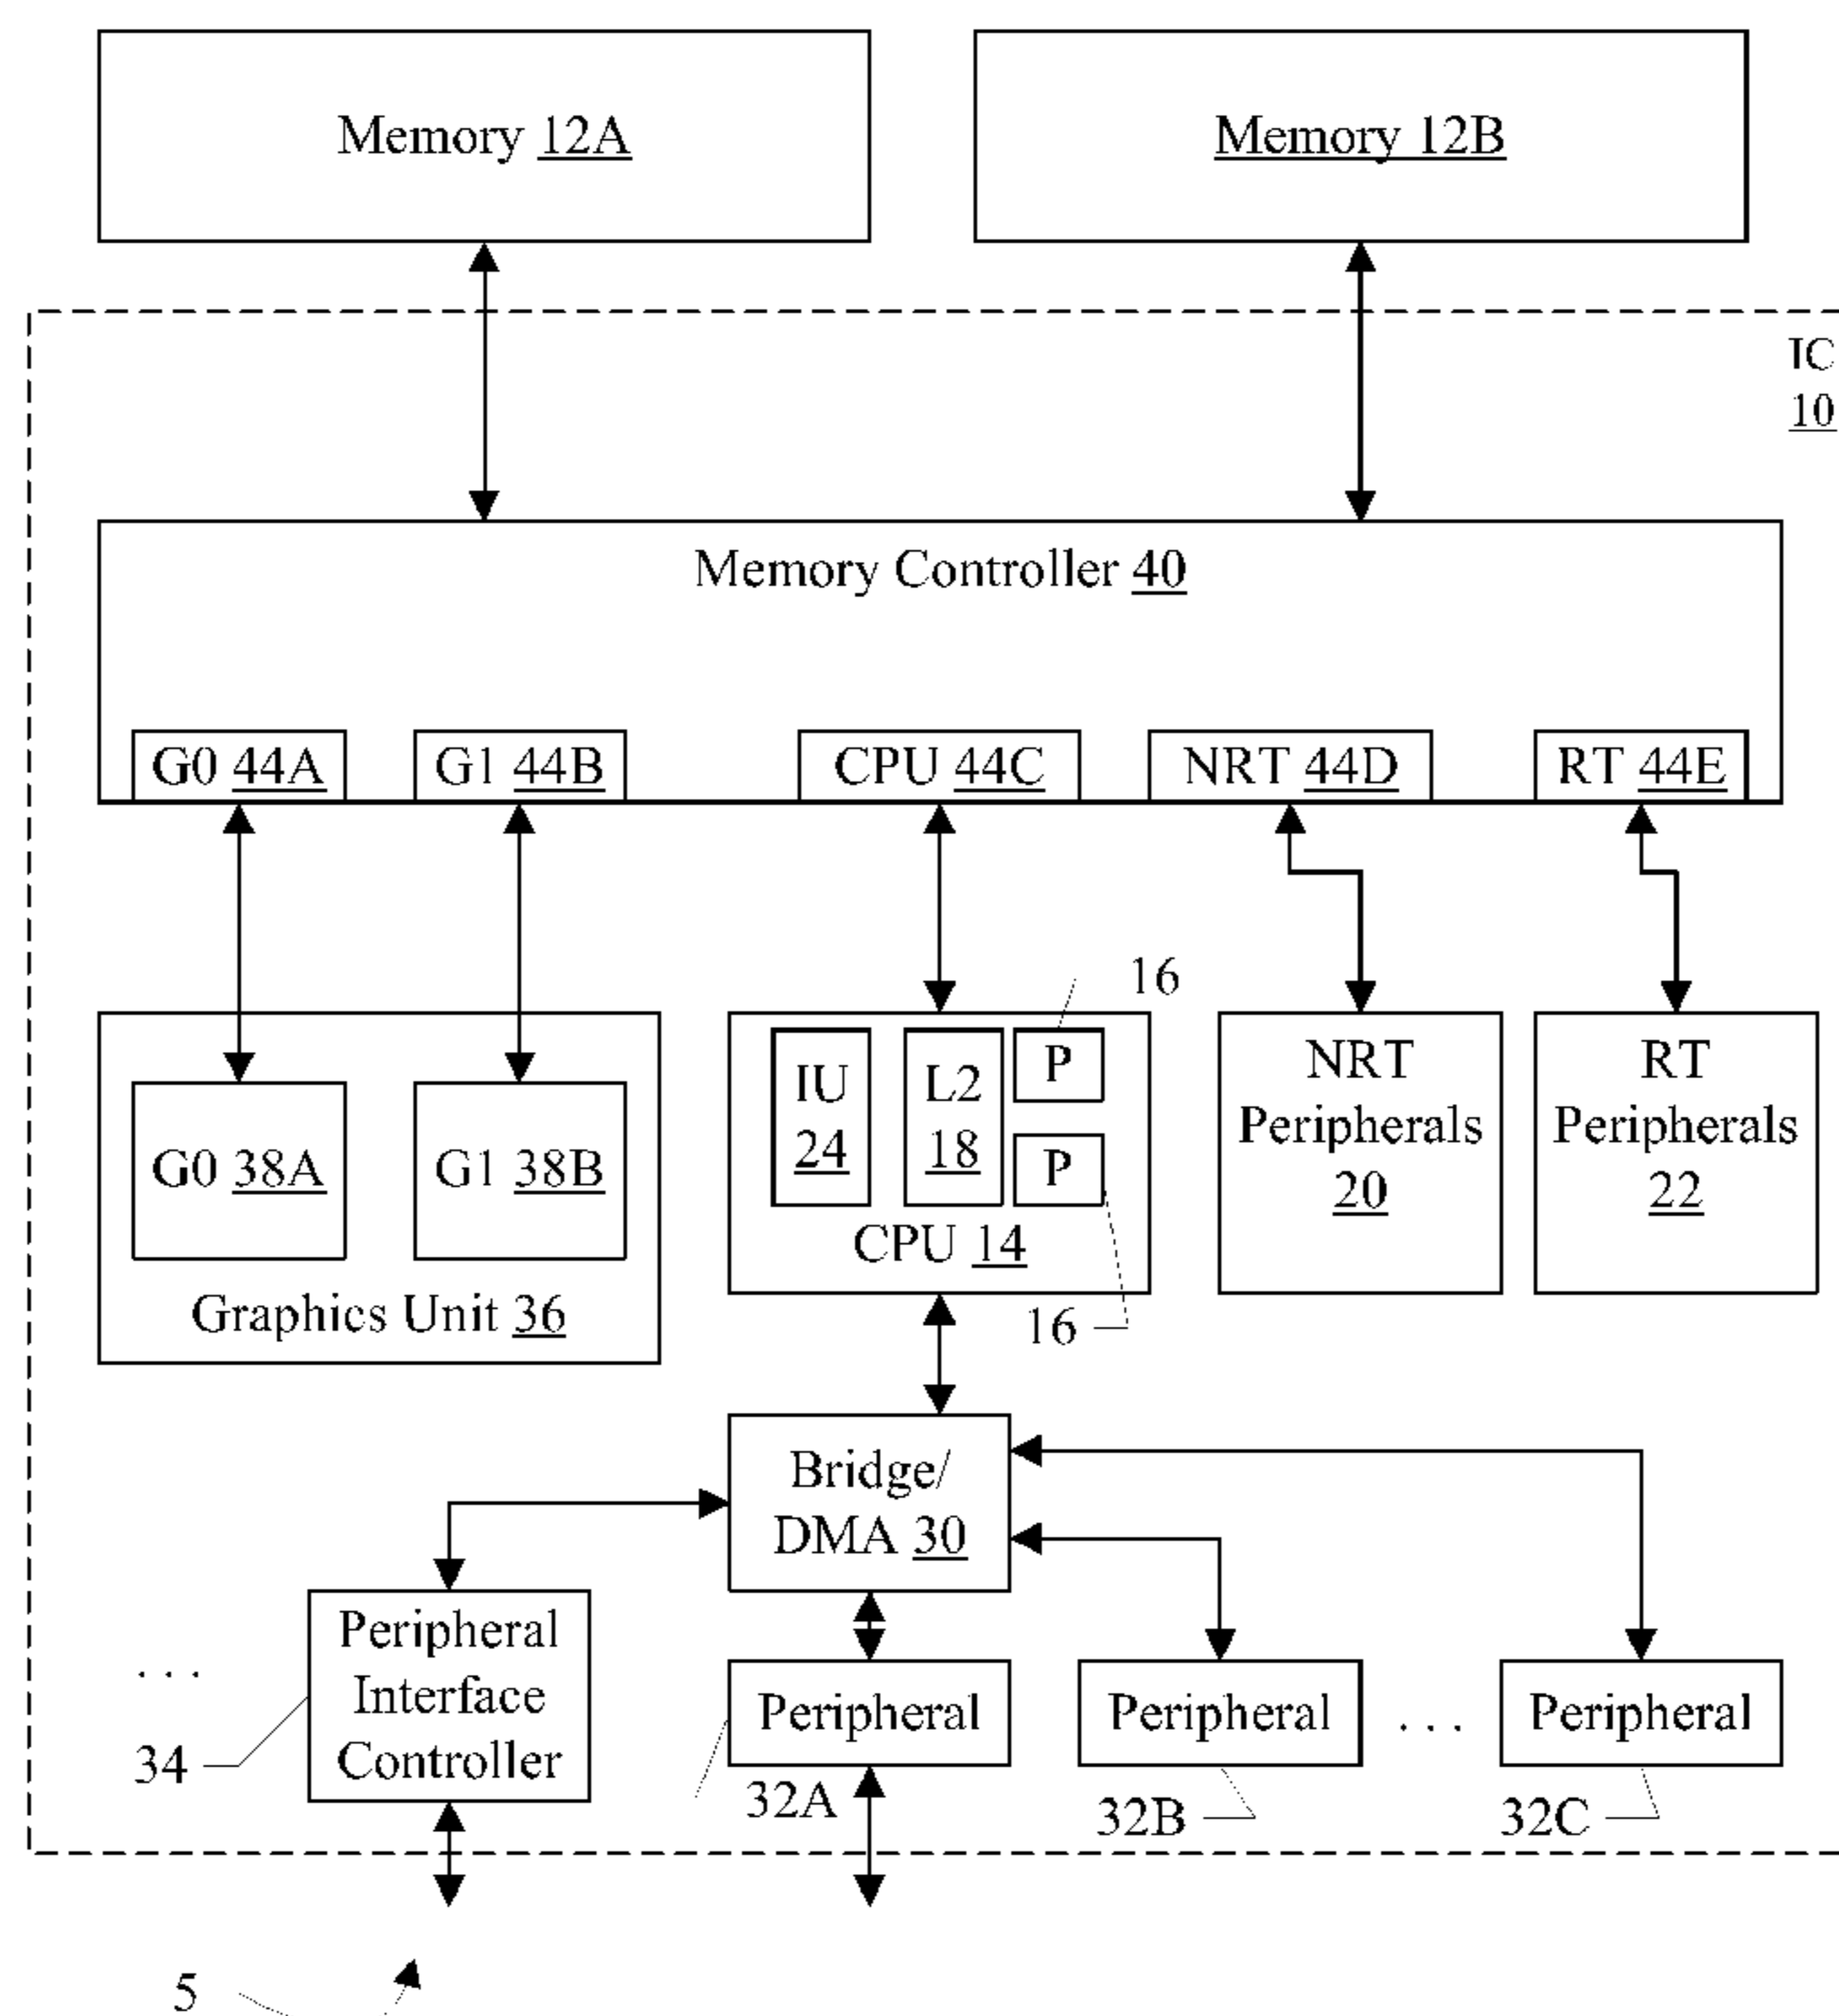 Memory 12A
Memory 12B
IC
10
Memory Controller 40
G0 44A
G1 44B
CPU 44C
NRT 44D
RT 44E
16
G0 38A
G1 38B
Graphics Unit 36
IU
24
L2
18
P
P
CPU 14
16
NRT
Peripherals
20
RT
Peripherals
22
Bridge/
DMA 30
. . .
Peripheral
Interface
Controller
34
Peripheral
32A
Peripheral
32B
. . .
Peripheral
32C
5